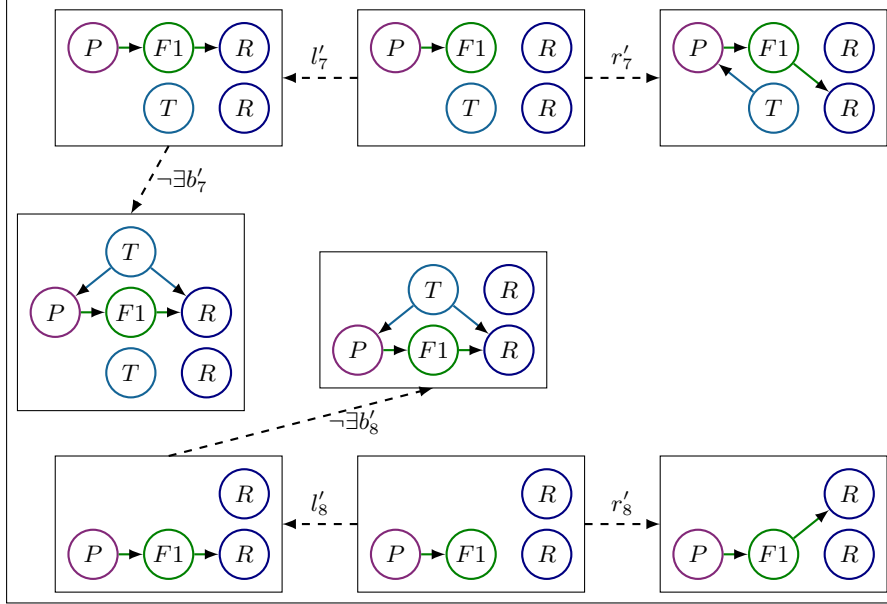 P F1 R l′₇ P F1 R r′₇ P F1 R
T R T R T R
¬∃b′₇
T
T R
P F1 R
P F1 R
T R
¬∃b′₈
R R R
l′₈ r′₈
P F1 R P F1 R P F1 R